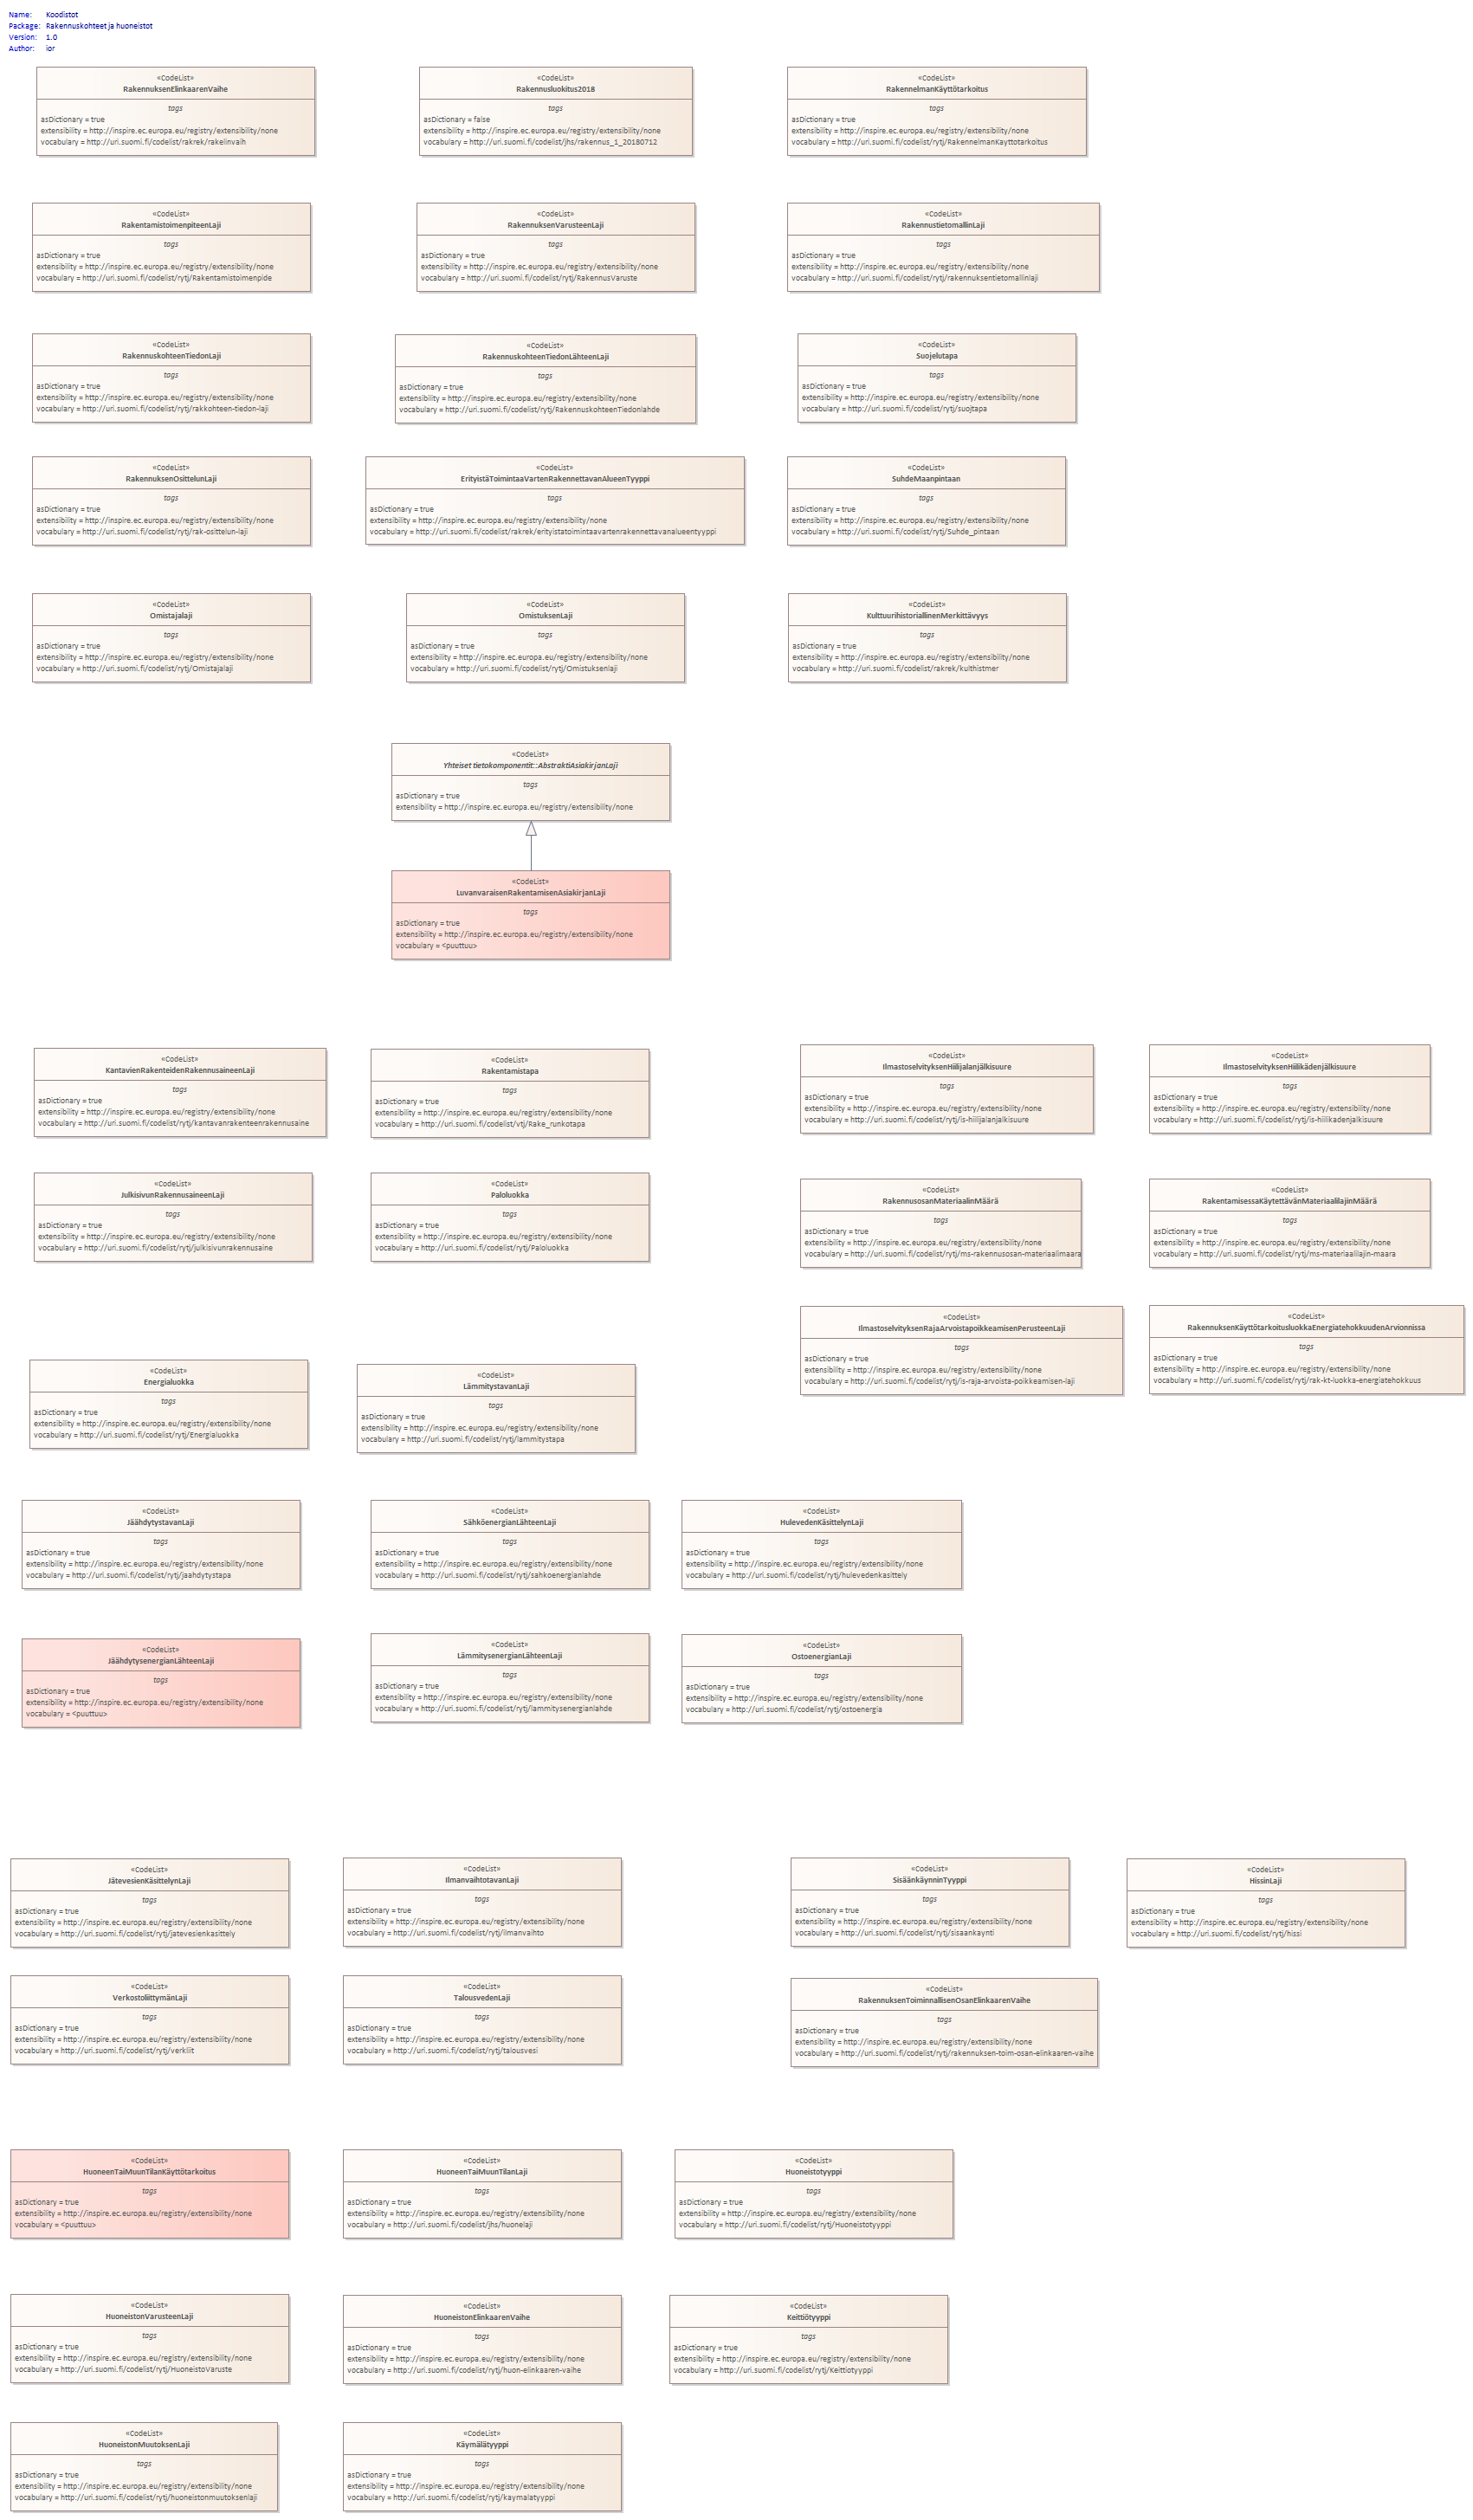 Name: Koodistot
Package: Rakennuskohteet ja huoneistot
Version: 1.0
Author: ior
«CodeList»
RakennuksenElinkaarenVaihe
tags
asDictionary = true
extensibility = http://inspire.ec.europa.eu/registry/extensibility/none
vocabulary = http://uri.suomi.fi/codelist/rakrek/rakelinvaih
«CodeList»
Rakennusluokitus2018
tags
asDictionary = false
extensibility = http://inspire.ec.europa.eu/registry/extensibility/none
vocabulary = http://uri.suomi.fi/codelist/jhs/rakennus_1_20180712
«CodeList»
RakennelmanKäyttötarkoitus
tags
asDictionary = true
extensibility = http://inspire.ec.europa.eu/registry/extensibility/none
vocabulary = http://uri.suomi.fi/codelist/rytj/RakennelmanKayttotarkoitus
«CodeList»
RakentamistoimenpiteenLaji
tags
asDictionary = true
extensibility = http://inspire.ec.europa.eu/registry/extensibility/none
vocabulary = http://uri.suomi.fi/codelist/rytj/Rakentamistoimenpide
«CodeList»
RakennuksenVarusteenLaji
tags
asDictionary = true
extensibility = http://inspire.ec.europa.eu/registry/extensibility/none
vocabulary = http://uri.suomi.fi/codelist/rytj/RakennusVaruste
«CodeList»
RakennustietomallinLaji
tags
asDictionary = true
extensibility = http://inspire.ec.europa.eu/registry/extensibility/none
vocabulary = http://uri.suomi.fi/codelist/rytj/rakennuksentietomallinlaji
«CodeList»
RakennuskohteenTiedonLaji
tags
asDictionary = true
extensibility = http://inspire.ec.europa.eu/registry/extensibility/none
vocabulary = http://uri.suomi.fi/codelist/rytj/rakkohteen-tiedon-laji
«CodeList»
RakennuskohteenTiedonLähteenLaji
tags
asDictionary = true
extensibility = http://inspire.ec.europa.eu/registry/extensibility/none
vocabulary = http://uri.suomi.fi/codelist/rytj/RakennuskohteenTiedonlahde
«CodeList»
Suojelutapa
tags
asDictionary = true
extensibility = http://inspire.ec.europa.eu/registry/extensibility/none
vocabulary = http://uri.suomi.fi/codelist/rytj/suojtapa
«CodeList»
RakennuksenOsittelunLaji
tags
asDictionary = true
extensibility = http://inspire.ec.europa.eu/registry/extensibility/none
vocabulary = http://uri.suomi.fi/codelist/rytj/rak-osittelun-laji
«CodeList»
ErityistäToimintaaVartenRakennettavanAlueenTyyppi
tags
asDictionary = true
extensibility = http://inspire.ec.europa.eu/registry/extensibility/none
vocabulary = http://uri.suomi.fi/codelist/rakrek/erityistatoimintaavartenrakennettavanalueentyyppi
«CodeList»
SuhdeMaanpintaan
tags
asDictionary = true
extensibility = http://inspire.ec.europa.eu/registry/extensibility/none
vocabulary = http://uri.suomi.fi/codelist/rytj/Suhde_pintaan
«CodeList»
Omistajalaji
tags
asDictionary = true
extensibility = http://inspire.ec.europa.eu/registry/extensibility/none
vocabulary = http://uri.suomi.fi/codelist/rytj/Omistajalaji
«CodeList»
OmistuksenLaji
tags
asDictionary = true
extensibility = http://inspire.ec.europa.eu/registry/extensibility/none
vocabulary = http://uri.suomi.fi/codelist/rytj/Omistuksenlaji
«CodeList»
KulttuurihistoriallinenMerkittävyys
tags
asDictionary = true
extensibility = http://inspire.ec.europa.eu/registry/extensibility/none
vocabulary = http://uri.suomi.fi/codelist/rakrek/kulthistmer
«CodeList»
Yhteiset tietokomponentit::AbstraktiAsiakirjanLaji
tags
asDictionary = true
extensibility = http://inspire.ec.europa.eu/registry/extensibility/none
«CodeList»
LuvanvaraisenRakentamisenAsiakirjanLaji
tags
asDictionary = true
extensibility = http://inspire.ec.europa.eu/registry/extensibility/none
vocabulary = <puuttuu>
«CodeList»
KantavienRakenteidenRakennusaineenLaji
tags
asDictionary = true
extensibility = http://inspire.ec.europa.eu/registry/extensibility/none
vocabulary = http://uri.suomi.fi/codelist/rytj/kantavanrakenteenrakennusaine
«CodeList»
Rakentamistapa
tags
asDictionary = true
extensibility = http://inspire.ec.europa.eu/registry/extensibility/none
vocabulary = http://uri.suomi.fi/codelist/vtj/Rake_runkotapa
«CodeList»
IlmastoselvityksenHiilijalanjälkisuure
tags
asDictionary = true
extensibility = http://inspire.ec.europa.eu/registry/extensibility/none
vocabulary = http://uri.suomi.fi/codelist/rytj/is-hiilijalanjalkisuure
«CodeList»
IlmastoselvityksenHiilikädenjälkisuure
tags
asDictionary = true
extensibility = http://inspire.ec.europa.eu/registry/extensibility/none
vocabulary = http://uri.suomi.fi/codelist/rytj/is-hiilikadenjalkisuure
«CodeList»
JulkisivunRakennusaineenLaji
tags
asDictionary = true
extensibility = http://inspire.ec.europa.eu/registry/extensibility/none
vocabulary = http://uri.suomi.fi/codelist/rytj/julkisivunrakennusaine
«CodeList»
Paloluokka
tags
asDictionary = true
extensibility = http://inspire.ec.europa.eu/registry/extensibility/none
vocabulary = http://uri.suomi.fi/codelist/rytj/Paloluokka
«CodeList»
RakennusosanMateriaalinMäärä
tags
asDictionary = true
extensibility = http://inspire.ec.europa.eu/registry/extensibility/none
vocabulary = http://uri.suomi.fi/codelist/rytj/ms-rakennusosan-materiaalimaara
«CodeList»
RakentamisessaKäytettävänMateriaalilajinMäärä
tags
asDictionary = true
extensibility = http://inspire.ec.europa.eu/registry/extensibility/none
vocabulary = http://uri.suomi.fi/codelist/rytj/ms-materiaalilajin-maara
«CodeList»
IlmastoselvityksenRajaArvoistapoikkeamisenPerusteenLaji
tags
asDictionary = true
extensibility = http://inspire.ec.europa.eu/registry/extensibility/none
vocabulary = http://uri.suomi.fi/codelist/rytj/is-raja-arvoista-poikkeamisen-laji
«CodeList»
RakennuksenKäyttötarkoitusluokkaEnergiatehokkuudenArvionnissa
tags
asDictionary = true
extensibility = http://inspire.ec.europa.eu/registry/extensibility/none
vocabulary = http://uri.suomi.fi/codelist/rytj/rak-kt-luokka-energiatehokkuus
«CodeList»
Energialuokka
tags
asDictionary = true
extensibility = http://inspire.ec.europa.eu/registry/extensibility/none
vocabulary = http://uri.suomi.fi/codelist/rytj/Energialuokka
«CodeList»
LämmitystavanLaji
tags
asDictionary = true
extensibility = http://inspire.ec.europa.eu/registry/extensibility/none
vocabulary = http://uri.suomi.fi/codelist/rytj/lammitystapa
«CodeList»
JäähdytystavanLaji
tags
asDictionary = true
extensibility = http://inspire.ec.europa.eu/registry/extensibility/none
vocabulary = http://uri.suomi.fi/codelist/rytj/jaahdytystapa
«CodeList»
SähköenergianLähteenLaji
tags
asDictionary = true
extensibility = http://inspire.ec.europa.eu/registry/extensibility/none
vocabulary = http://uri.suomi.fi/codelist/rytj/sahkoenergianlahde
«CodeList»
HulevedenKäsittelynLaji
tags
asDictionary = true
extensibility = http://inspire.ec.europa.eu/registry/extensibility/none
vocabulary = http://uri.suomi.fi/codelist/rytj/hulevedenkasittely
«CodeList»
JäähdytysenergianLähteenLaji
tags
asDictionary = true
extensibility = http://inspire.ec.europa.eu/registry/extensibility/none
vocabulary = <puuttuu>
«CodeList»
LämmitysenergianLähteenLaji
tags
asDictionary = true
extensibility = http://inspire.ec.europa.eu/registry/extensibility/none
vocabulary = http://uri.suomi.fi/codelist/rytj/lammitysenergianlahde
«CodeList»
OstoenergianLaji
tags
asDictionary = true
extensibility = http://inspire.ec.europa.eu/registry/extensibility/none
vocabulary = http://uri.suomi.fi/codelist/rytj/ostoenergia
«CodeList»
JätevesienKäsittelynLaji
tags
asDictionary = true
extensibility = http://inspire.ec.europa.eu/registry/extensibility/none
vocabulary = http://uri.suomi.fi/codelist/rytj/jatevesienkasittely
«CodeList»
IlmanvaihtotavanLaji
tags
asDictionary = true
extensibility = http://inspire.ec.europa.eu/registry/extensibility/none
vocabulary = http://uri.suomi.fi/codelist/rytj/ilmanvaihto
«CodeList»
SisäänkäynninTyyppi
tags
asDictionary = true
extensibility = http://inspire.ec.europa.eu/registry/extensibility/none
vocabulary = http://uri.suomi.fi/codelist/rytj/sisaankaynti
«CodeList»
HissinLaji
tags
asDictionary = true
extensibility = http://inspire.ec.europa.eu/registry/extensibility/none
vocabulary = http://uri.suomi.fi/codelist/rytj/hissi
«CodeList»
VerkostoliittymänLaji
tags
asDictionary = true
extensibility = http://inspire.ec.europa.eu/registry/extensibility/none
vocabulary = http://uri.suomi.fi/codelist/rytj/verkliit
«CodeList»
TalousvedenLaji
tags
asDictionary = true
extensibility = http://inspire.ec.europa.eu/registry/extensibility/none
vocabulary = http://uri.suomi.fi/codelist/rytj/talousvesi
«CodeList»
RakennuksenToiminnallisenOsanElinkaarenVaihe
tags
asDictionary = true
extensibility = http://inspire.ec.europa.eu/registry/extensibility/none
vocabulary = http://uri.suomi.fi/codelist/rytj/rakennuksen-toim-osan-elinkaaren-vaihe
«CodeList»
HuoneenTaiMuunTilanKäyttötarkoitus
tags
asDictionary = true
extensibility = http://inspire.ec.europa.eu/registry/extensibility/none
vocabulary = <puuttuu>
«CodeList»
HuoneenTaiMuunTilanLaji
tags
asDictionary = true
extensibility = http://inspire.ec.europa.eu/registry/extensibility/none
vocabulary = http://uri.suomi.fi/codelist/jhs/huonelaji
«CodeList»
Huoneistotyyppi
tags
asDictionary = true
extensibility = http://inspire.ec.europa.eu/registry/extensibility/none
vocabulary = http://uri.suomi.fi/codelist/rytj/Huoneistotyyppi
«CodeList»
HuoneistonVarusteenLaji
tags
asDictionary = true
extensibility = http://inspire.ec.europa.eu/registry/extensibility/none
vocabulary = http://uri.suomi.fi/codelist/rytj/HuoneistoVaruste
«CodeList»
HuoneistonElinkaarenVaihe
tags
asDictionary = true
extensibility = http://inspire.ec.europa.eu/registry/extensibility/none
vocabulary = http://uri.suomi.fi/codelist/rytj/huon-elinkaaren-vaihe
«CodeList»
Keittiötyyppi
tags
asDictionary = true
extensibility = http://inspire.ec.europa.eu/registry/extensibility/none
vocabulary = http://uri.suomi.fi/codelist/rytj/Keittiotyyppi
«CodeList»
HuoneistonMuutoksenLaji
tags
asDictionary = true
extensibility = http://inspire.ec.europa.eu/registry/extensibility/none
vocabulary = http://uri.suomi.fi/codelist/rytj/huoneistonmuutoksenlaji
«CodeList»
Käymälätyyppi
tags
asDictionary = true
extensibility = http://inspire.ec.europa.eu/registry/extensibility/none
vocabulary = http://uri.suomi.fi/codelist/rytj/kaymalatyyppi